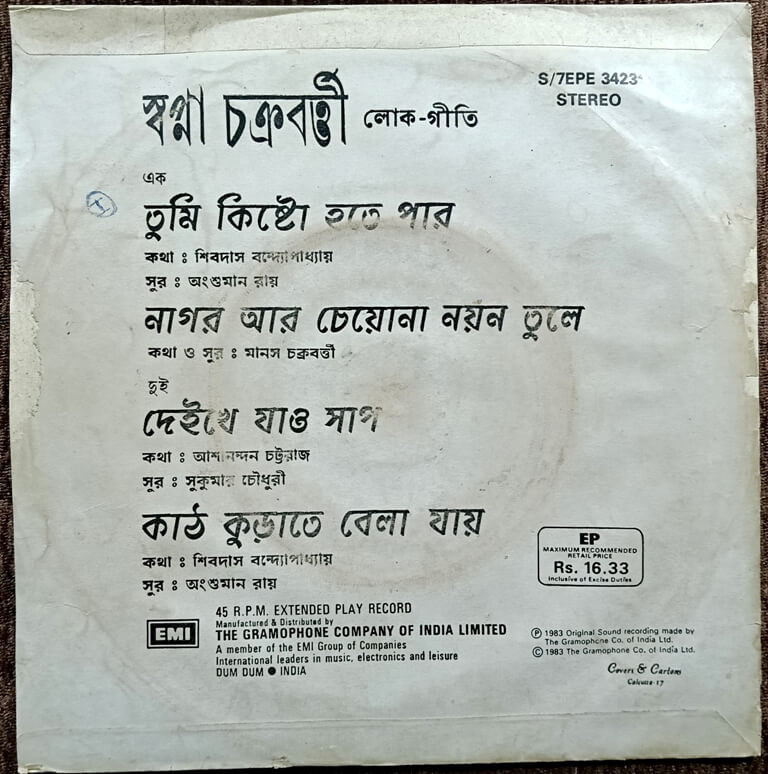 S/7EPE 3423
STEREO
স্বপ্না চক্রবর্ত্তী লোক-গীতি
এক
তুমি কিষ্টো হতে পার
কথা : শিবদাস বন্দ্যোপাধ্যায়
সুর : অংশুমান রায়
নাগর আর চেয়োনা নয়ন তুলে
কথা ও সুর : মানস চক্রবর্ত্তী
দুই
দেইখে যাও সাপ
কথা : আশানন্দন চট্টরাজ
সুর : সুকুমার চৌধুরী
কাঠ কুড়াতে বেলা যায়
কথা : শিবদাস বন্দ্যোপাধ্যায়
সুর : অংশুমান রায়
EP
MAXIMUM RECOMMENDED
RETAIL PRICE
Rs. 16.33
Inclusive of Excise Duties
EMI
45 R.P.M. EXTENDED PLAY RECORD
Manufactured & Distributed by
THE GRAMOPHONE COMPANY OF INDIA LIMITED
A member of the EMI Group of Companies
International leaders in music, electronics and leisure
DUM DUM ● INDIA
Ⓟ 1983 Original Sound recording made by
The Gramophone Co. of India Ltd.
© 1983 The Gramophone Co. of India Ltd.
Covers & Cartons
Calcutta-17